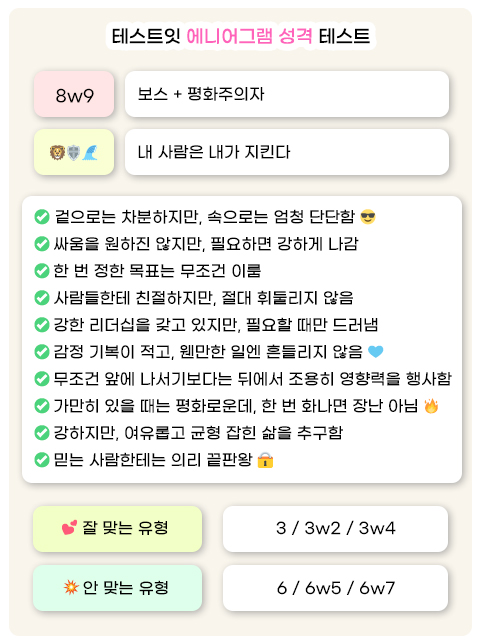 테스트잇 에니어그램 성격 테스트
8w9
보스 + 평화주의자
🦁🛡️🌊
내 사람은 내가 지킨다
✅ 겉으로는 차분하지만, 속으로는 엄청 단단함 😎
✅ 싸움을 원하진 않지만, 필요하면 강하게 나감
✅ 한 번 정한 목표는 무조건 이룸
✅ 사람들한테 친절하지만, 절대 휘둘리지 않음
✅ 강한 리더십을 갖고 있지만, 필요할 때만 드러냄
✅ 감정 기복이 적고, 웬만한 일엔 흔들리지 않음 🩵
✅ 무조건 앞에 나서기보다는 뒤에서 조용히 영향력을 행사함
✅ 가만히 있을 때는 평화로운데, 한 번 화나면 장난 아님 🔥
✅ 강하지만, 여유롭고 균형 잡힌 삶을 추구함
✅ 믿는 사람한테는 의리 끝판왕 🔒
💕 잘 맞는 유형
3 / 3w2 / 3w4
💥 안 맞는 유형
6 / 6w5 / 6w7